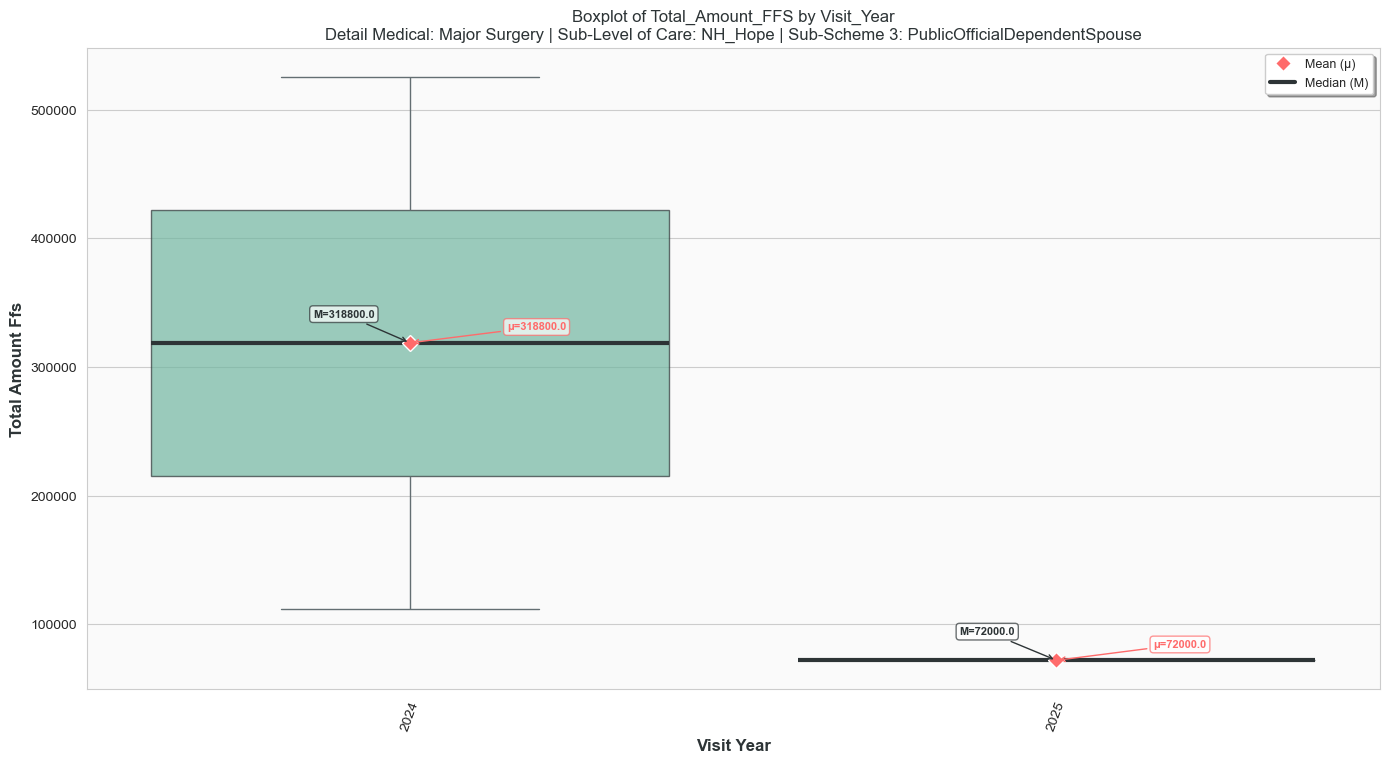 Boxplot of Total_Amount_FFS by Visit_Year
Detail Medical: Major Surgery | Sub-Level of Care: NH_Hope | Sub-Scheme 3: PublicOfficialDependentSpouse
Mean (μ)
Median (M)
Total Amount Ffs
500000
400000
300000
200000
100000
M=318800.0
μ=318800.0
M=72000.0
μ=72000.0
2024
2025
Visit Year